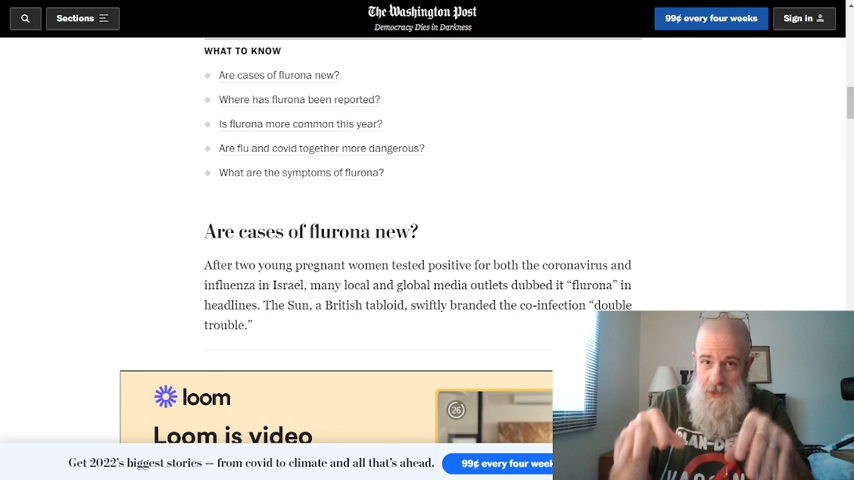 The Washington Post
Democracy Dies in Darkness
Sections
99¢ every four weeks
Sign in
WHAT TO KNOW
Are cases of flurona new?
Where has flurona been reported?
Is flurona more common this year?
Are flu and covid together more dangerous?
What are the symptoms of flurona?
Are cases of flurona new?
After two young pregnant women tested positive for both the coronavirus and
influenza in Israel, many local and global media outlets dubbed it “flurona” in
headlines. The Sun, a British tabloid, swiftly branded the co-infection “double
trouble.”
loom
26
Loom is video
Get 2022's biggest stories — from covid to climate and all that's ahead.
99¢ every four